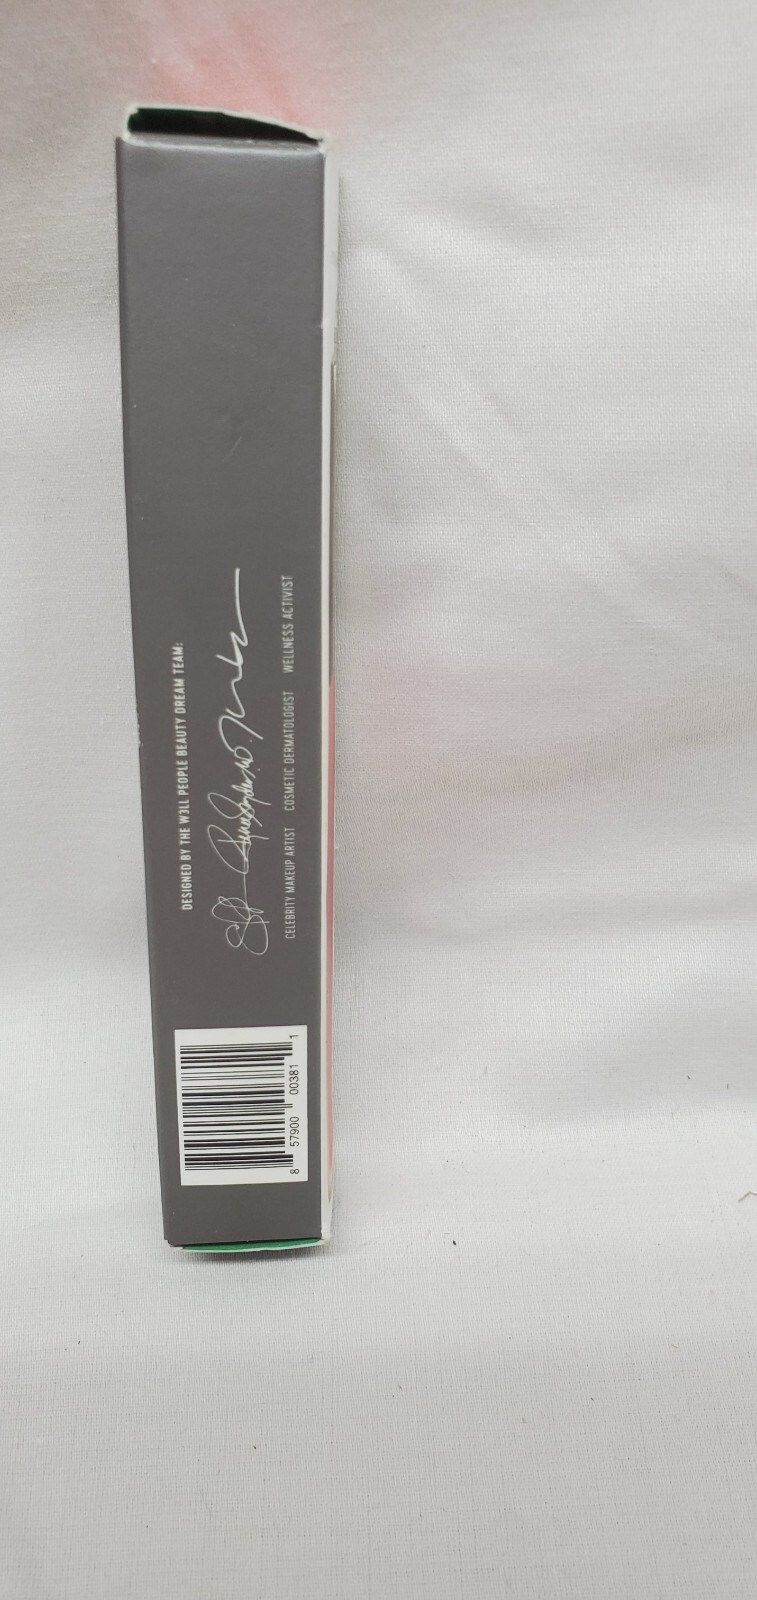 DESIGNED BY THE W3LL PEOPLE BEAUTY DREAM TEAM:
CELEBRITY MAKEUP ARTIST COSMETIC DERMATOLOGIST WELLNESS ACTIVIST
8 57900 00381 1